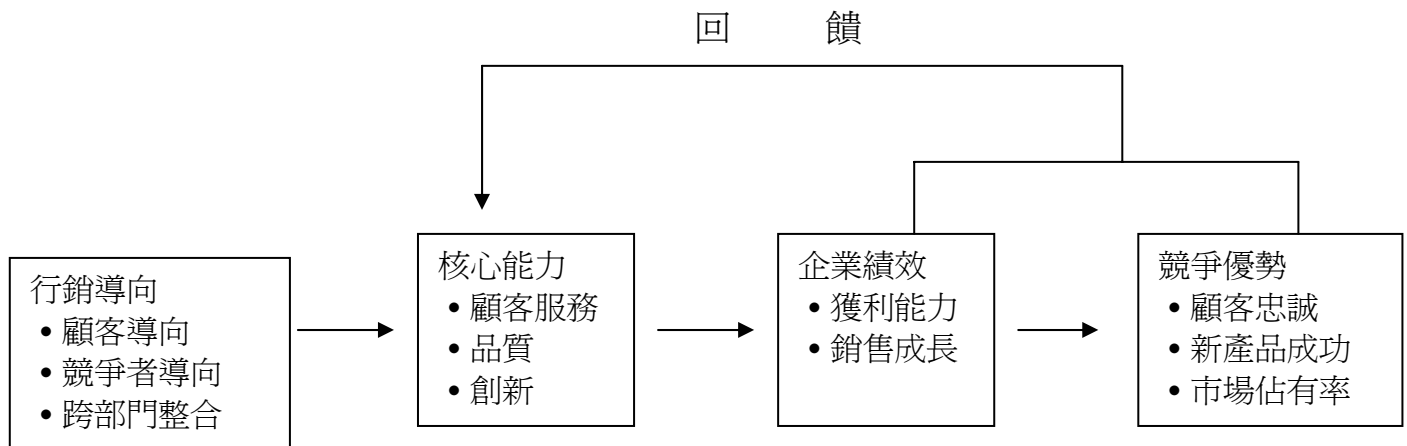 回 饋
行銷導向
• 顧客導向
• 競爭者導向
• 跨部門整合
核心能力
• 顧客服務
• 品質
• 創新
企業績效
• 獲利能力
• 銷售成長
競爭優勢
• 顧客忠誠
• 新產品成功
• 市場佔有率